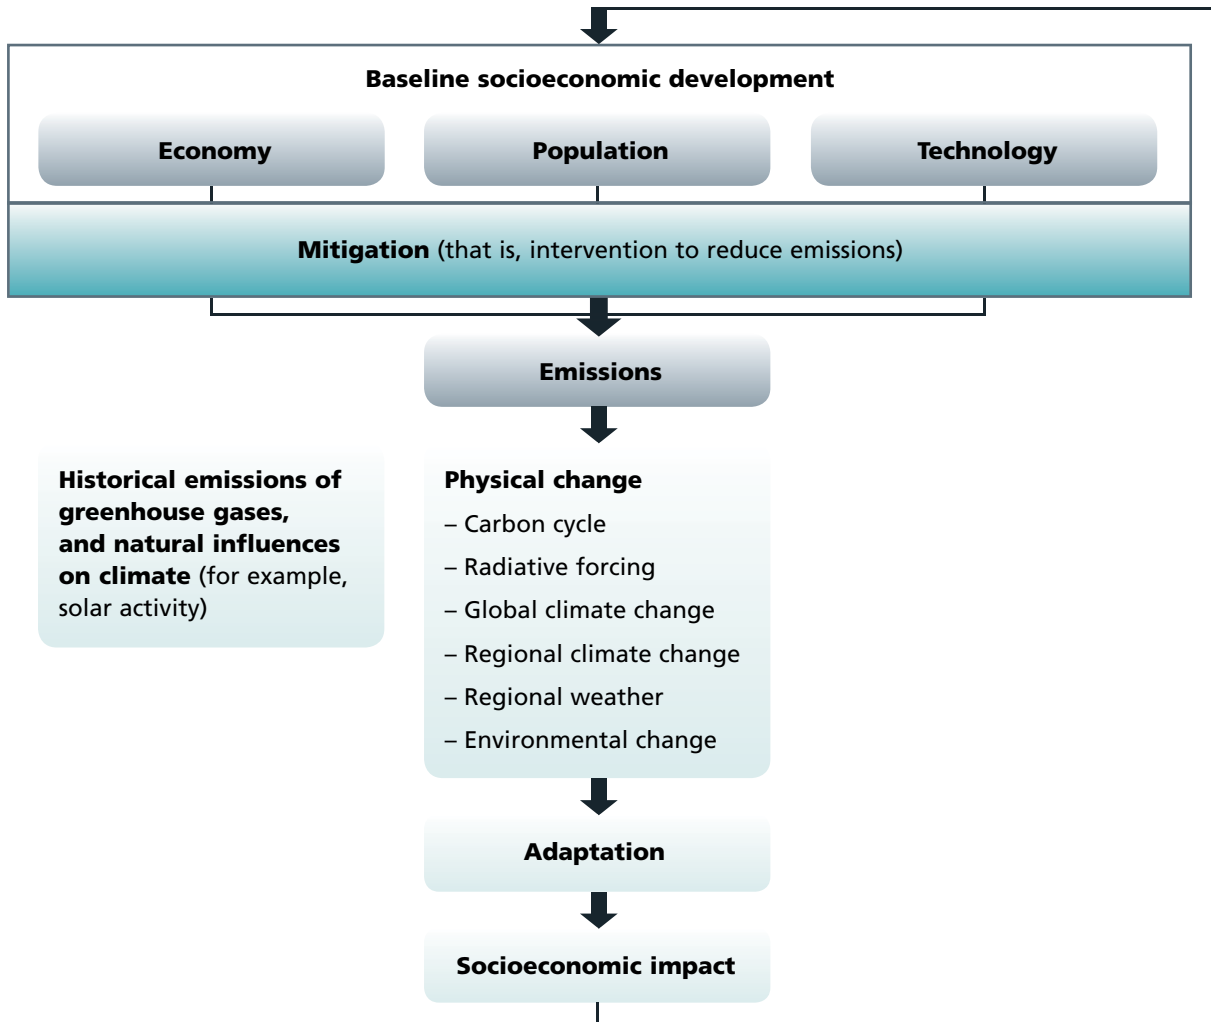 Baseline socioeconomic development
Economy
Population
Technology
Mitigation (that is, intervention to reduce emissions)
Emissions
Historical emissions of
greenhouse gases,
and natural influences
on climate (for example,
solar activity)
Physical change
– Carbon cycle
– Radiative forcing
– Global climate change
– Regional climate change
– Regional weather
– Environmental change
Adaptation
Socioeconomic impact